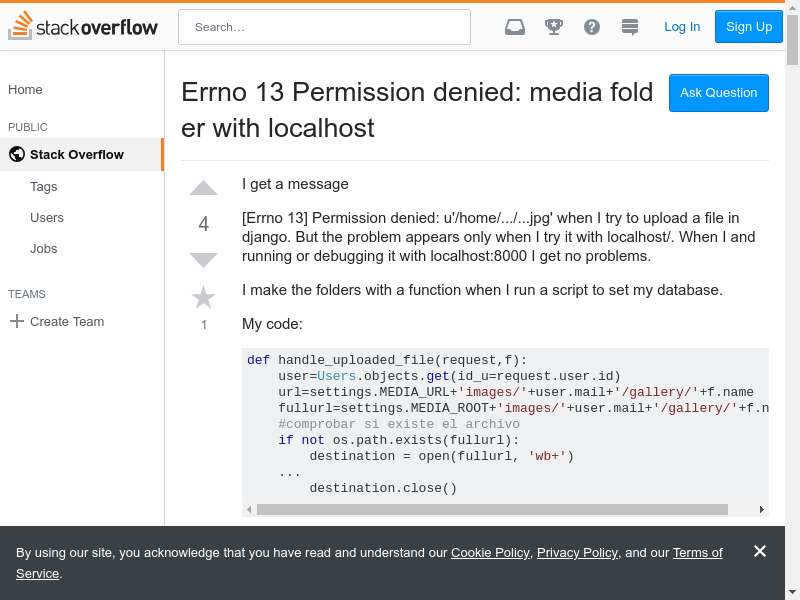 stackoverflow
Search…
Log In
Sign Up
Home
PUBLIC
Stack Overflow
Tags
Users
Jobs
TEAMS
Create Team
Errno 13 Permission denied: media fold
er with localhost
Ask Question
4
1
I get a message
[Errno 13] Permission denied: u'/home/.../...jpg' when I try to upload a file in
django. But the problem appears only when I try it with localhost/. When I and
running or debugging it with localhost:8000 I get no problems.
I make the folders with a function when I run a script to set my database.
My code:
def handle_uploaded_file(request,f):
    user=Users.objects.get(id_u=request.user.id)
    url=settings.MEDIA_URL+'images/'+user.mail+'/gallery/'+f.name
    fullurl=settings.MEDIA_ROOT+'images/'+user.mail+'/gallery/'+f.n
    #comprobar si existe el archivo
    if not os.path.exists(fullurl):
        destination = open(fullurl, 'wb+')
    ...
        destination.close()
By using our site, you acknowledge that you have read and understand our Cookie Policy, Privacy Policy, and our Terms of
Service.